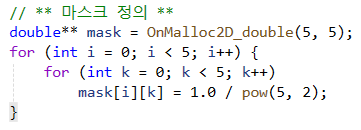 // ** 마스크 정의 **
double** mask = OnMalloc2D_double(5, 5);
for (int i = 0; i < 5; i++) {
    for (int k = 0; k < 5; k++)
        mask[i][k] = 1.0 / pow(5, 2);
}